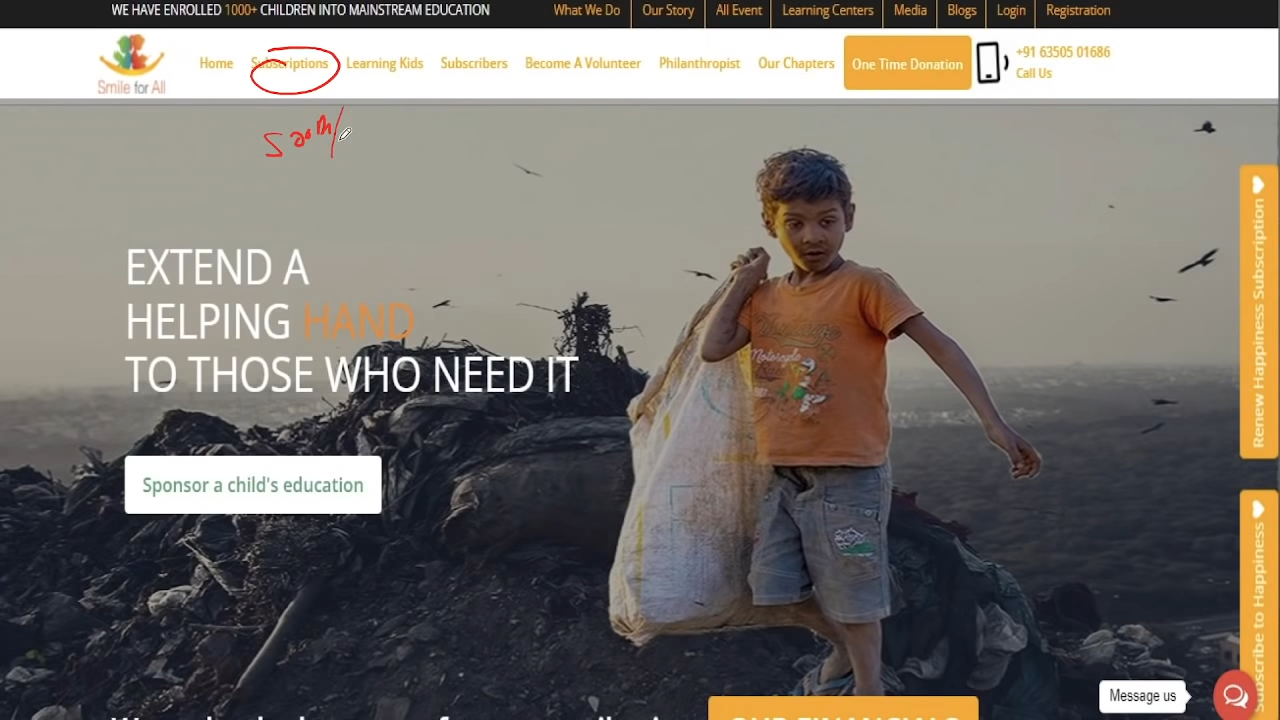 WE HAVE ENROLLED 1000+ CHILDREN INTO MAINSTREAM EDUCATION
What We Do
Our Story
All Event
Learning Centers
Media
Blogs
Login
Registration
Smile for All
Home
Subscriptions
Learning Kids
Subscribers
Become A Volunteer
Philanthropist
Our Chapters
One Time Donation
+91 63505 01686
Call Us
EXTEND A
HELPING HAND
TO THOSE WHO NEED IT
Sponsor a child's education
Renew Happiness Subscription
Subscribe to Happiness
Message us
OUR FINANCIALS